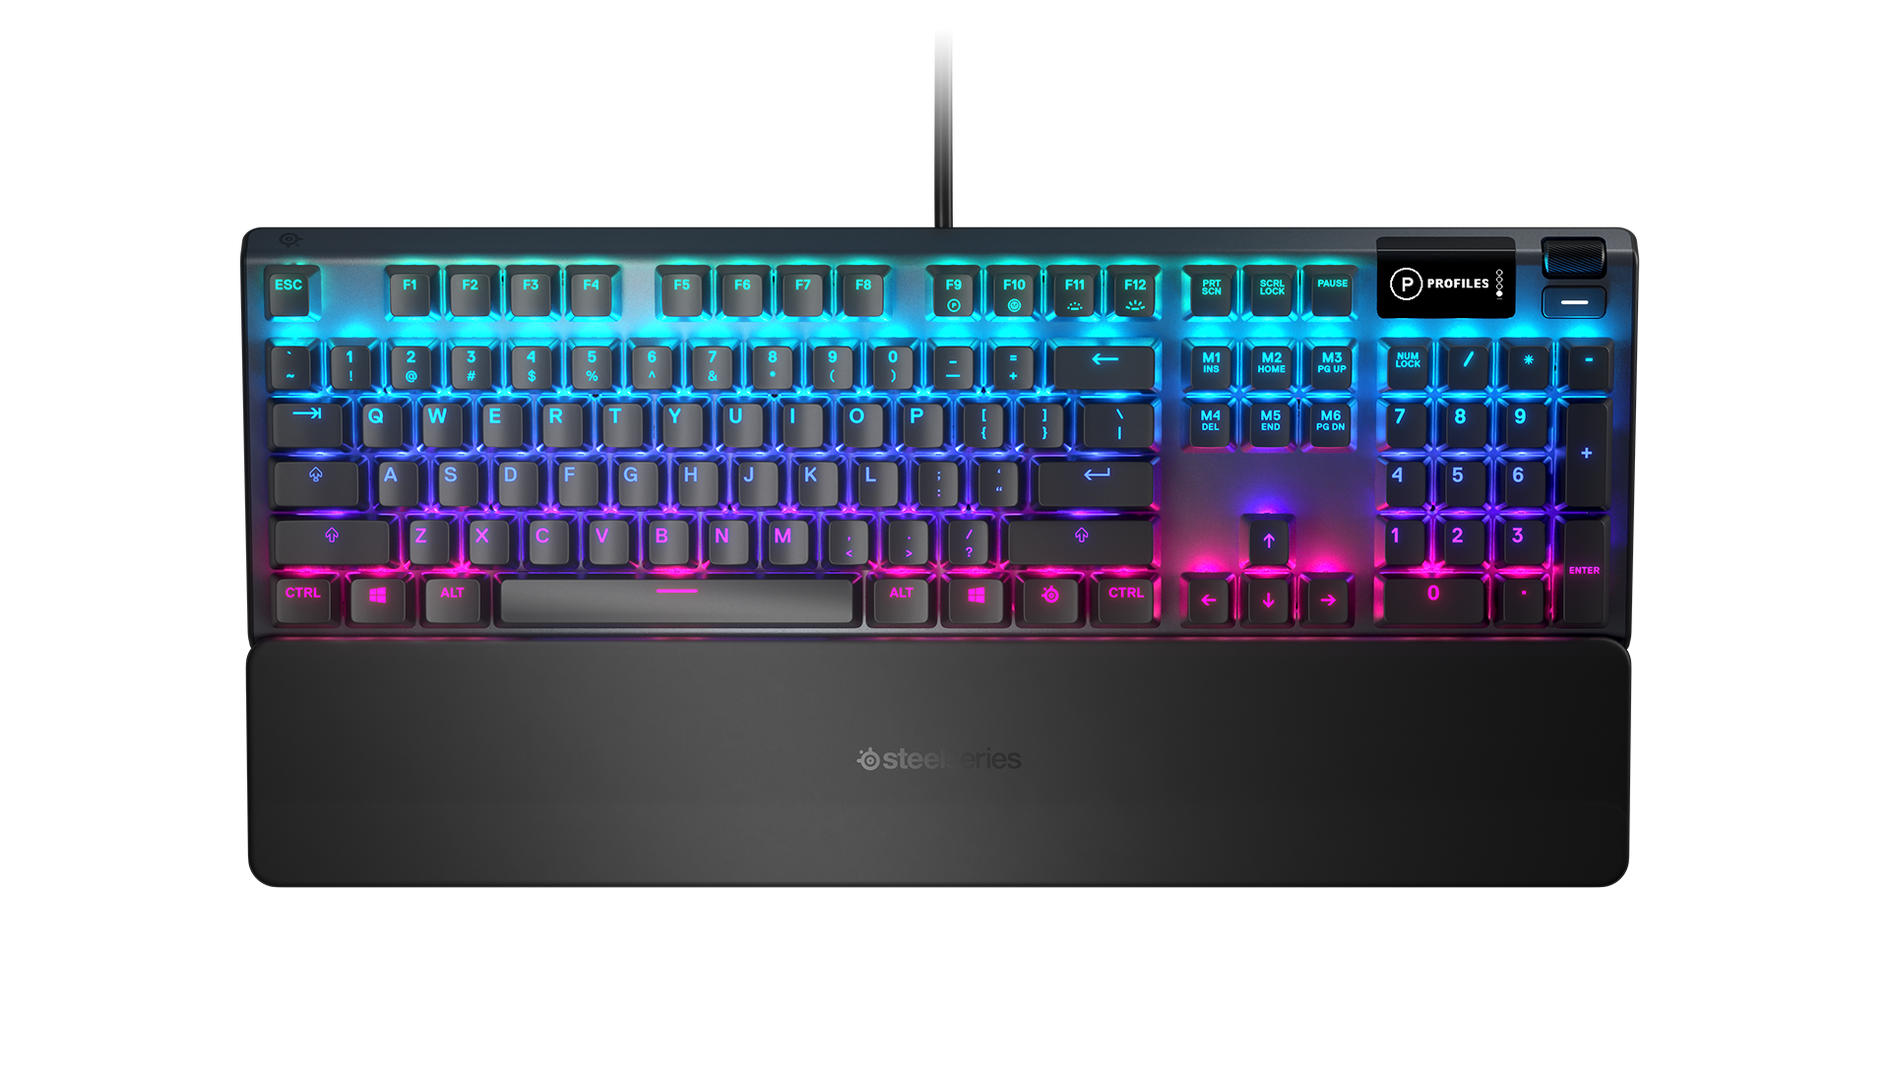 ESC F1 F2 F3 F4 F5 F6 F7 F8 F9 F10 F11 F12 PRT SCN SCRL LOCK PAUSE
P PROFILES
P
` 1 2 3 4 5 6 7 8 9 0 - = ← M1 M2 M3 NUM LOCK / * -
~ ! @ # $ % ^ & * ( ) _ + INS HOME PG UP
Q W E R T Y U I O P [ ] \ M4 M5 M6 7 8 9
{ } | DEL END PG DN
A S D F G H J K L ; ' 4 5 6 +
: "
Z X C V B N M , . / ↑ 1 2 3
< > ?
CTRL ALT ALT CTRL ← ↓ → 0 . ENTER
steelseries